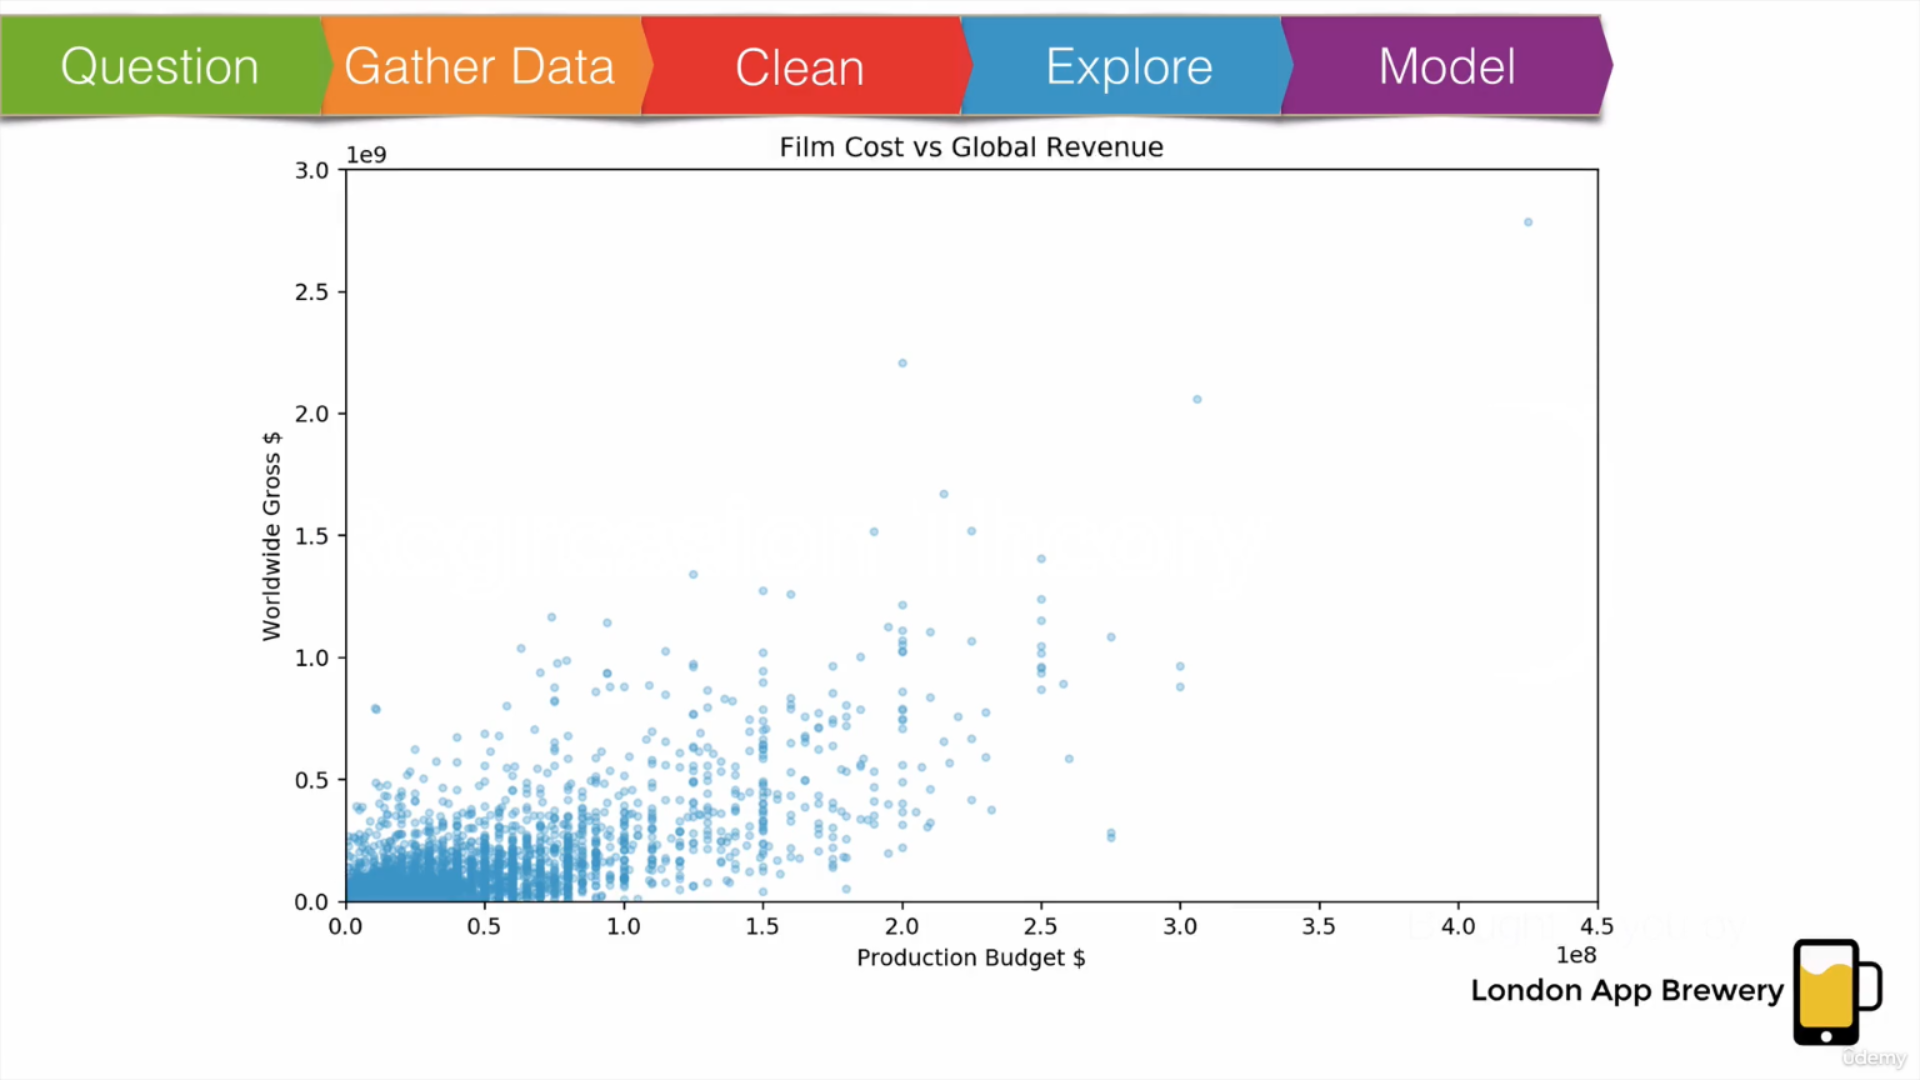 Question
Gather Data
Clean
Explore
Model
Film Cost vs Global Revenue
1e9
3.0
2.5
2.0
1.5
1.0
0.5
0.0
Worldwide Gross $
0.0 0.5 1.0 1.5 2.0 2.5 3.0 3.5 4.0 4.5
Production Budget $
1e8
London App Brewery
ûdemy